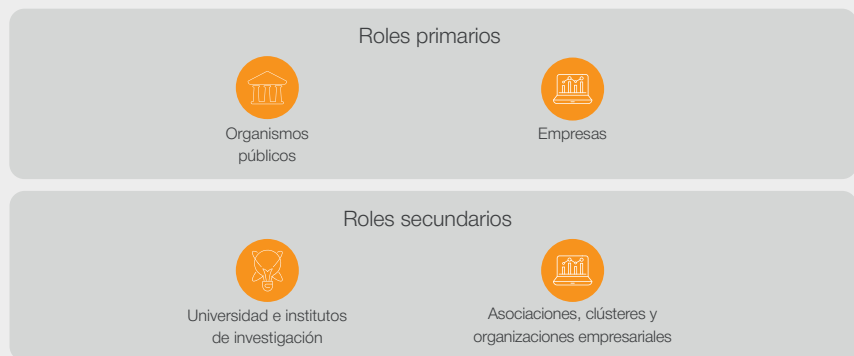 Roles primarios
Organismos
públicos
Empresas
Roles secundarios
Universidad e institutos
de investigación
Asociaciones, clústeres y
organizaciones empresariales